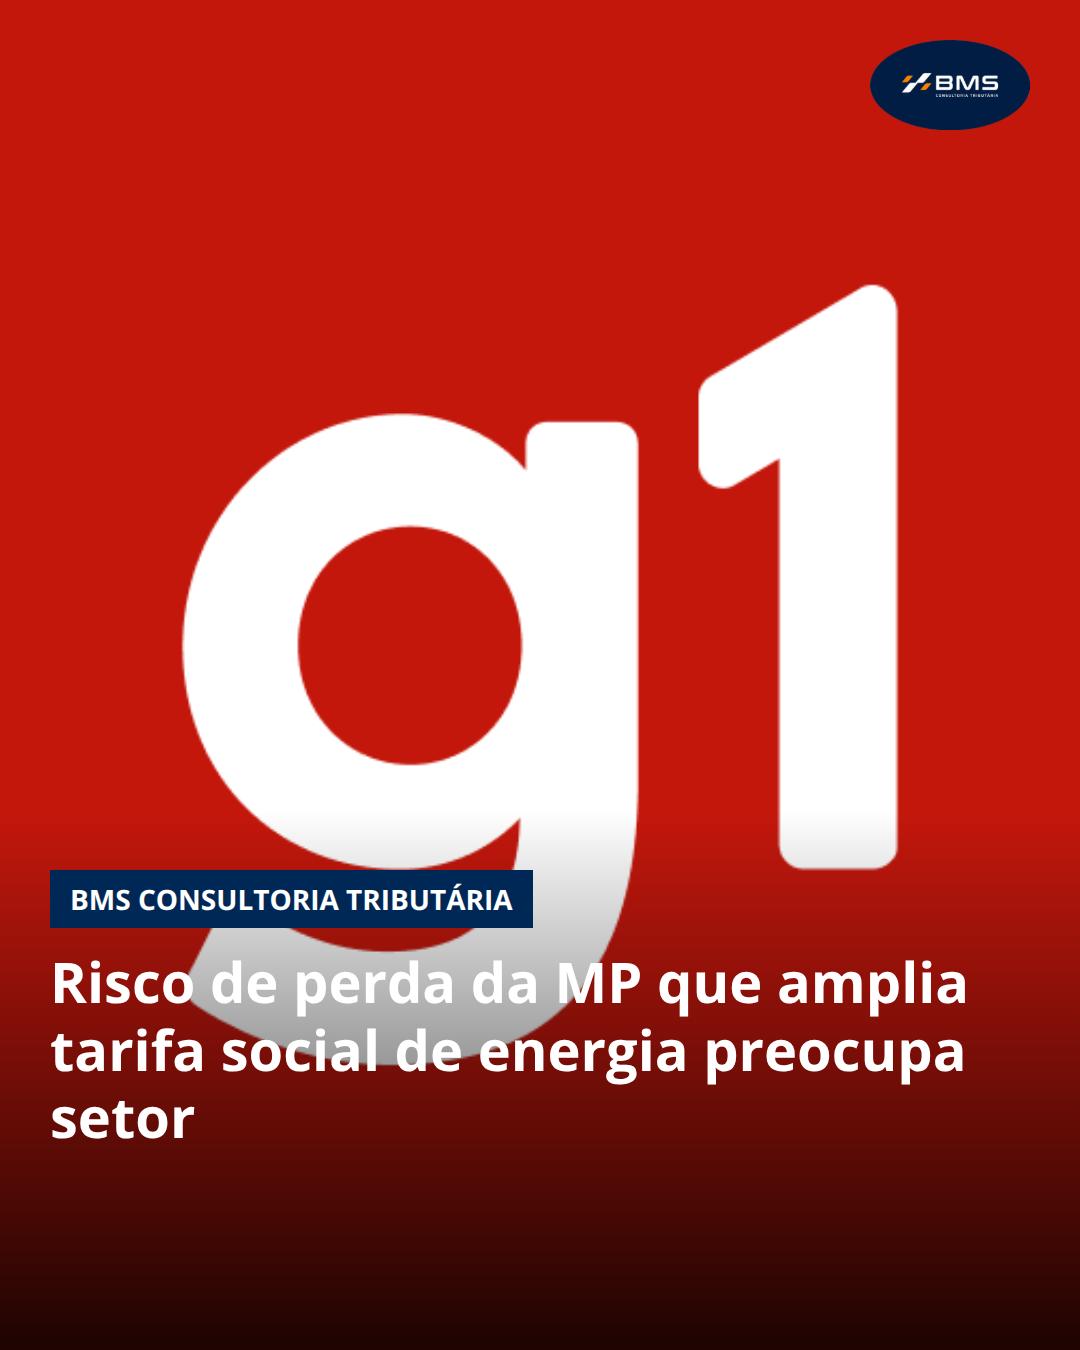 BMS
CONSULTORIA TRIBUTÁRIA
g1
BMS CONSULTORIA TRIBUTÁRIA
Risco de perda da MP que amplia
tarifa social de energia preocupa
setor